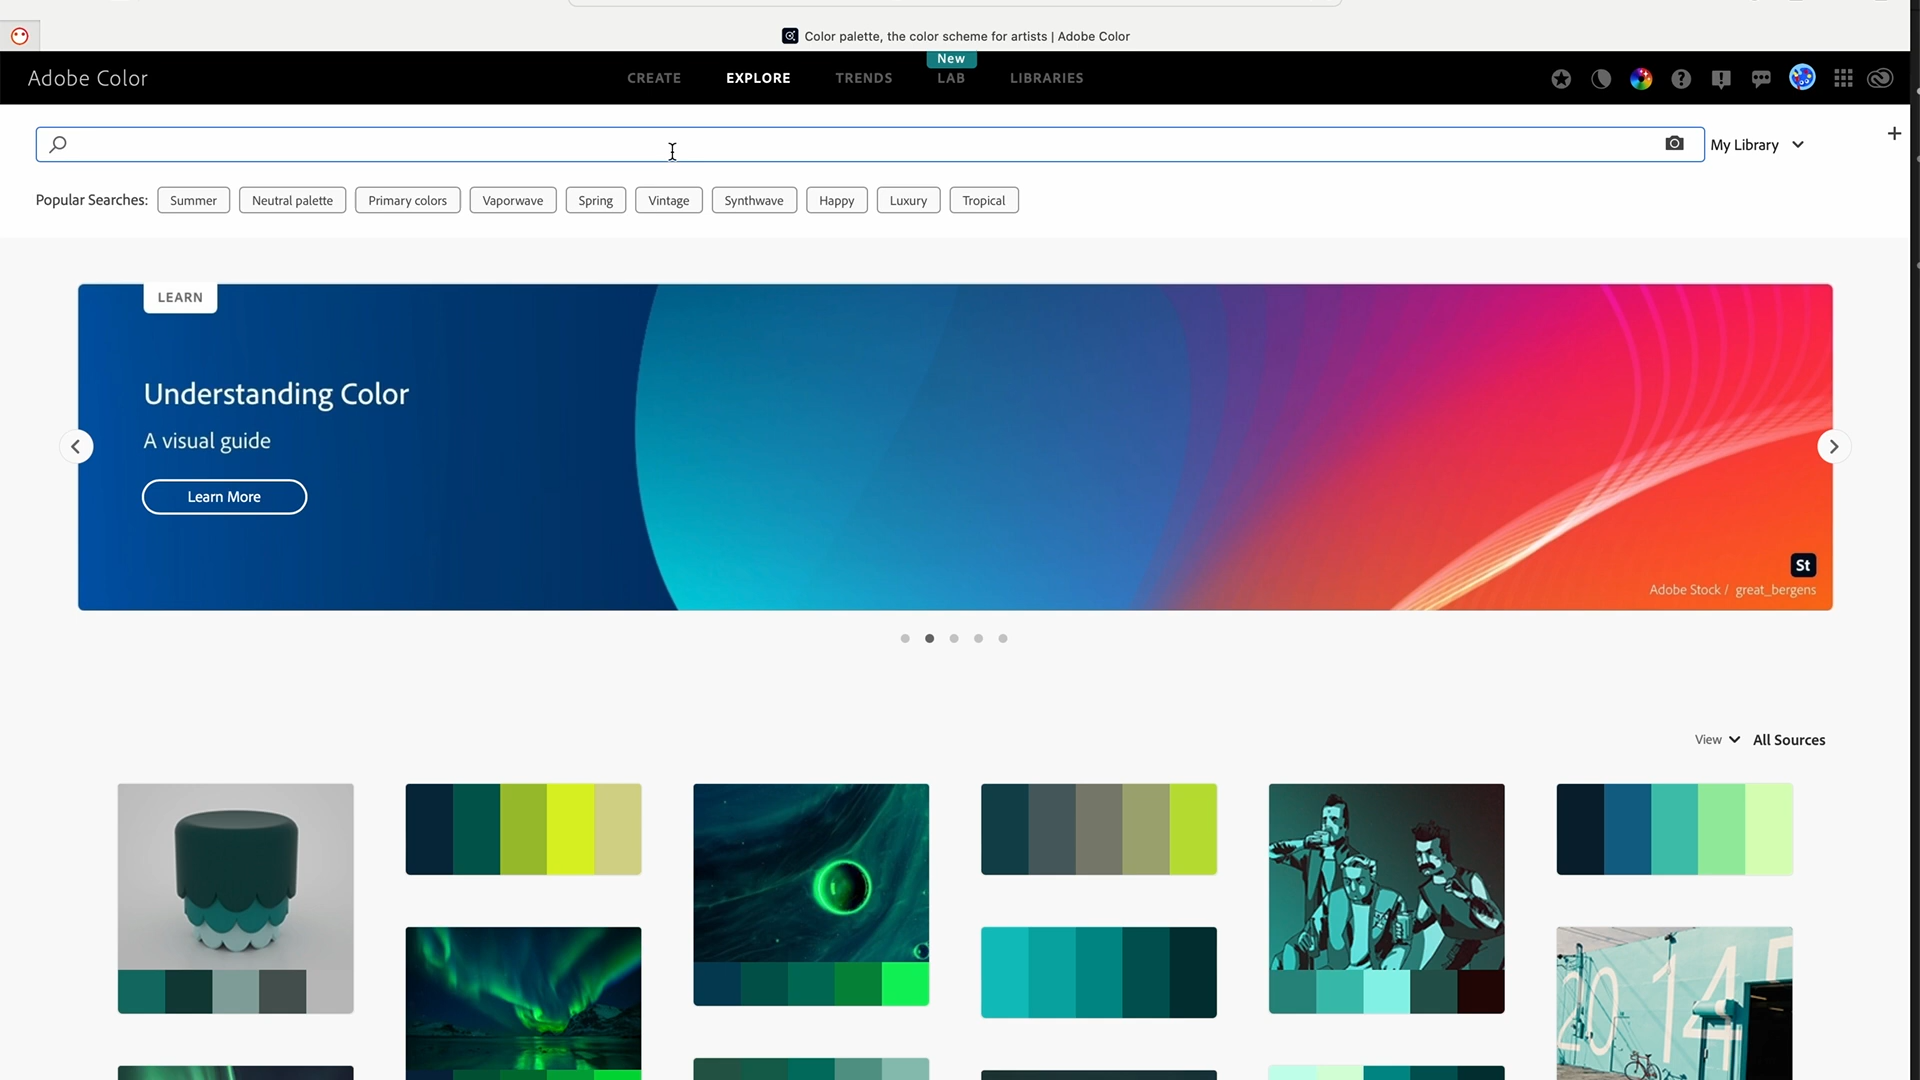 Color palette, the color scheme for artists | Adobe Color
Adobe Color
CREATE
EXPLORE
TRENDS
New
LAB
LIBRARIES
My Library
+
Popular Searches:
Summer
Neutral palette
Primary colors
Vaporwave
Spring
Vintage
Synthwave
Happy
Luxury
Tropical
LEARN
Understanding Color
A visual guide
Learn More
St
Adobe Stock / great_bergens
View
All Sources
20 14